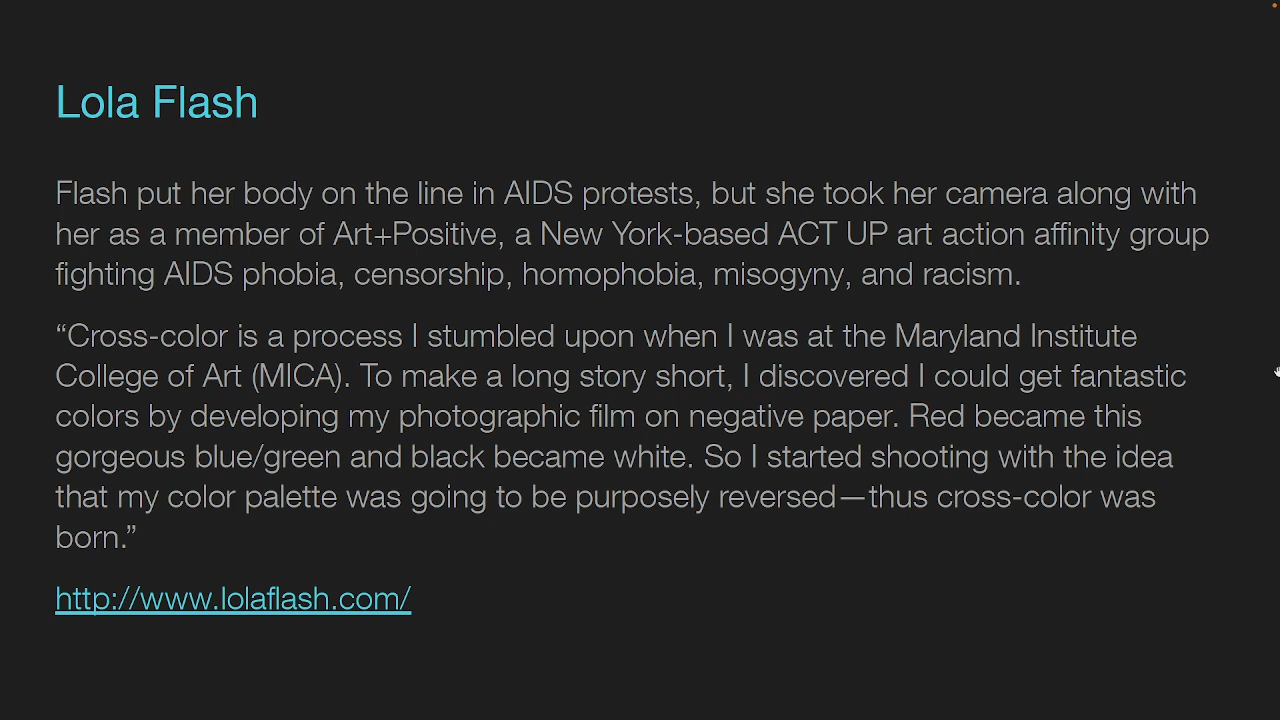 Lola Flash
Flash put her body on the line in AIDS protests, but she took her camera along with
her as a member of Art+Positive, a New York-based ACT UP art action affinity group
fighting AIDS phobia, censorship, homophobia, misogyny, and racism.
“Cross-color is a process I stumbled upon when I was at the Maryland Institute
College of Art (MICA). To make a long story short, I discovered I could get fantastic
colors by developing my photographic film on negative paper. Red became this
gorgeous blue/green and black became white. So I started shooting with the idea
that my color palette was going to be purposely reversed—thus cross-color was
born.”
http://www.lolaflash.com/